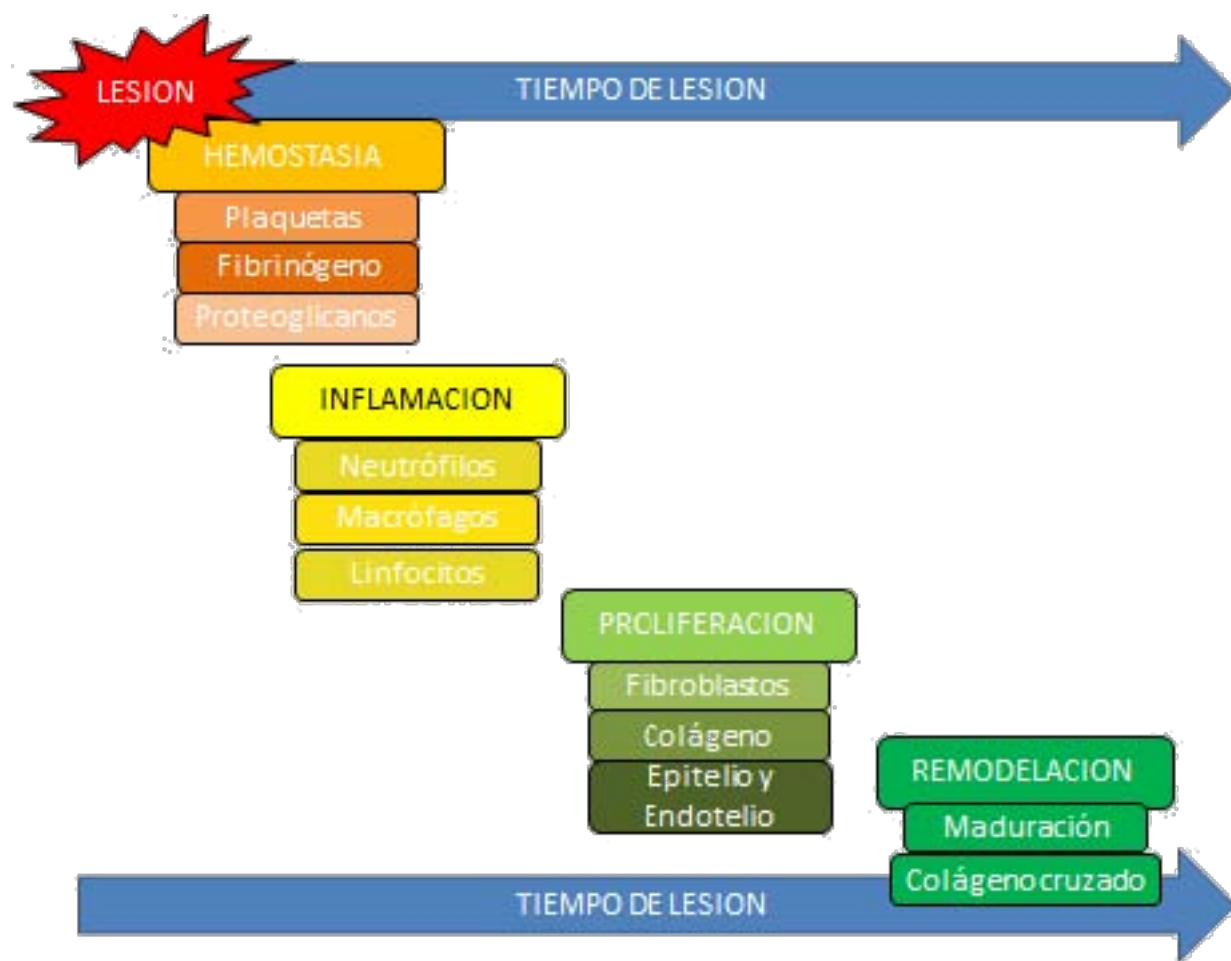 LESION
TIEMPO DE LESION
HEMOSTASIA
Plaquetas
Fibrinógeno
Proteoglicanos
INFLAMACION
Neutrófilos
Macrófagos
Linfocitos
PROLIFERACION
Fibroblastos
Colágeno
Epitelio y
Endotelio
REMODELACION
Maduración
Colágeno cruzado
TIEMPO DE LESION